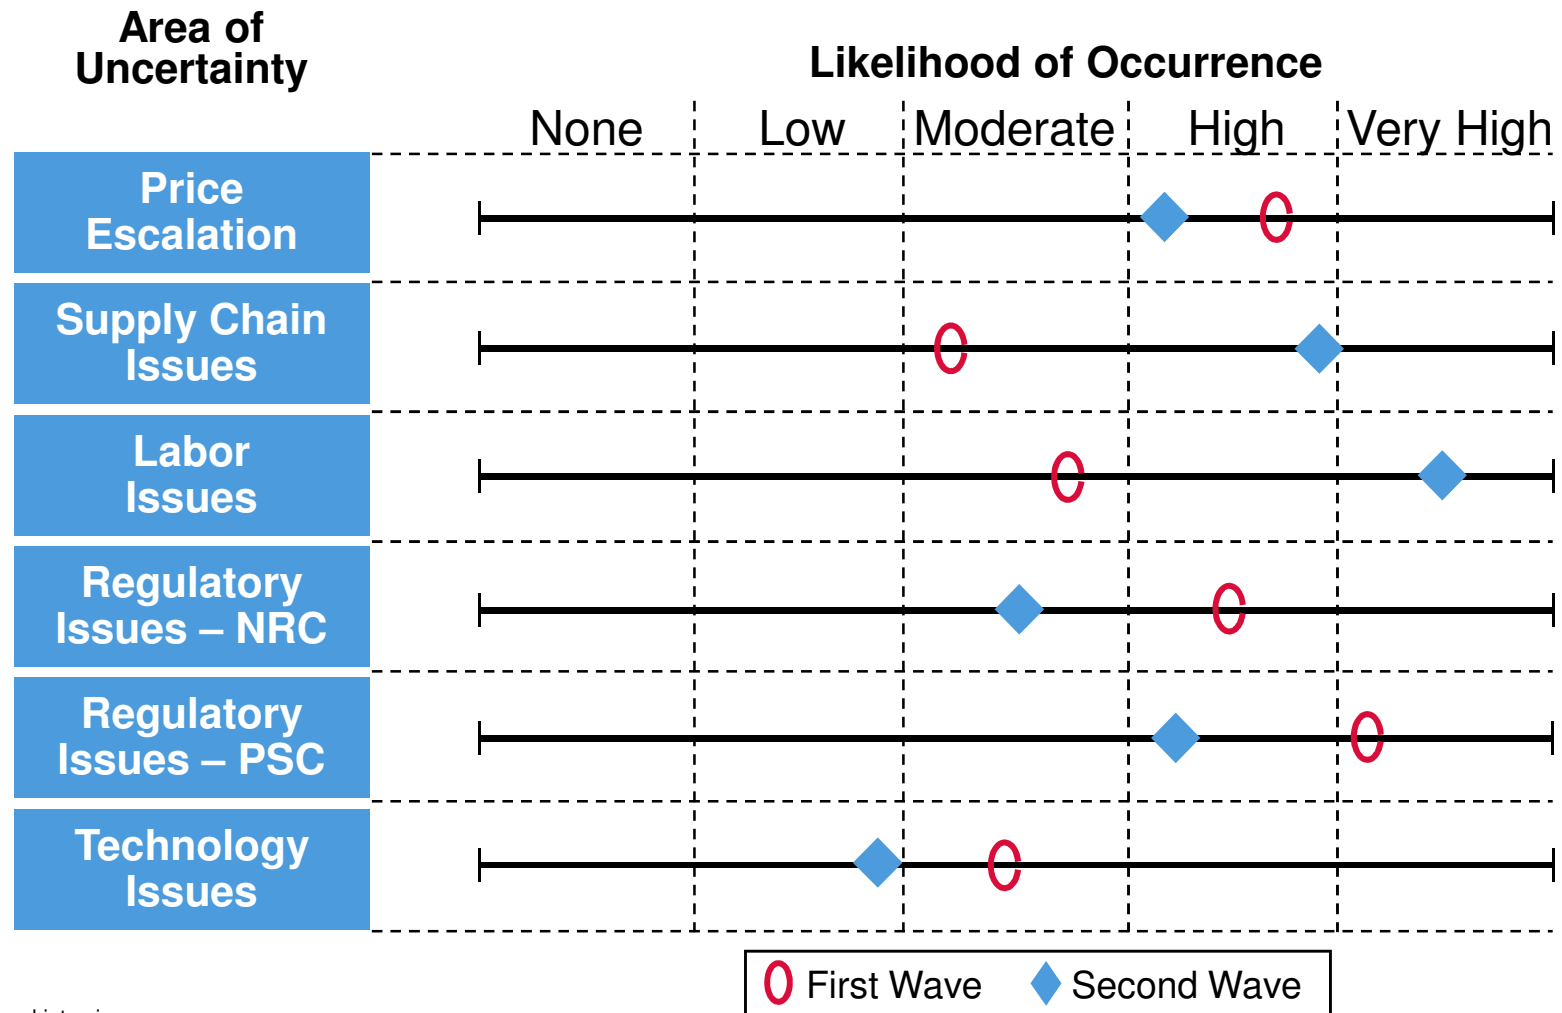 Area of
Uncertainty
Likelihood of Occurrence
None Low Moderate High Very High
Price
Escalation
Supply Chain
Issues
Labor
Issues
Regulatory
Issues – NRC
Regulatory
Issues – PSC
Technology
Issues
First Wave Second Wave